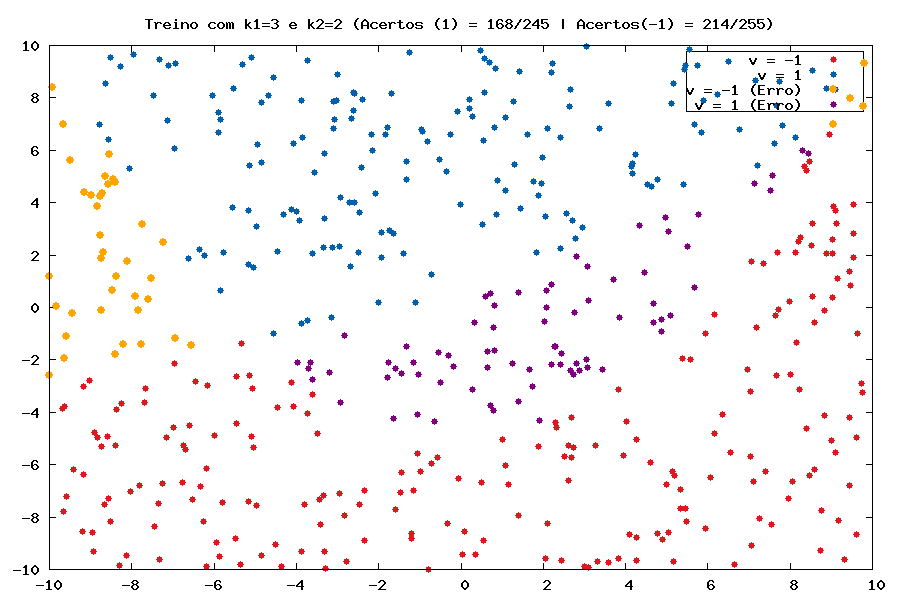 Treino com k1=3 e k2=2 (Acertos (1) = 168/245 | Acertos(-1) = 214/255)
v = -1
v = 1
v = -1 (Erro)
v = 1 (Erro)
10
8
6
4
2
0
-2
-4
-6
-8
-10
-10 -8 -6 -4 -2 0 2 4 6 8 10